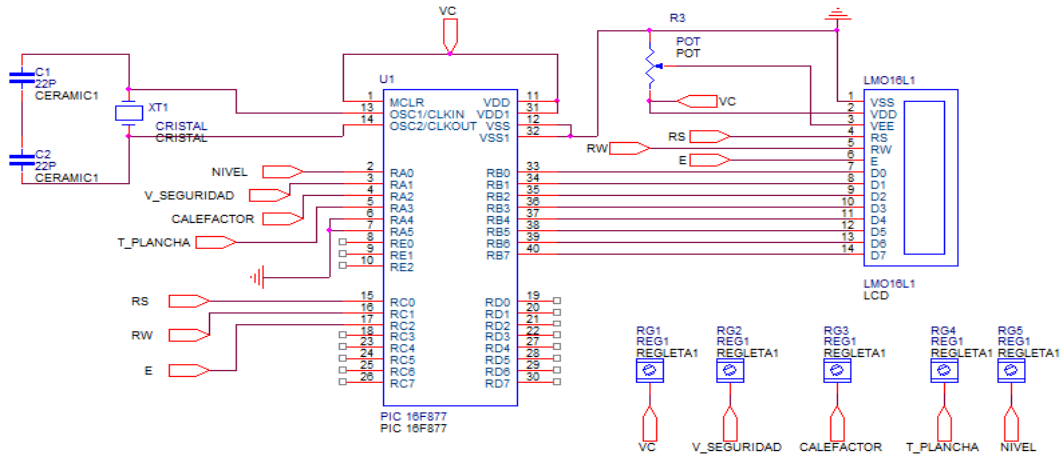 VC
R3
POT
POT
C1
22P
CERAMIC1
XT1
CRISTAL
CRISTAL
C2
22P
CERAMIC1
U1
1 MCLR VDD 11
13 OSC1/CLKIN VDD1 31
14 OSC2/CLKOUT VSS 12
VSS1 32
2 RA0 RB0 33
3 RA1 RB1 34
4 RA2 RB2 35
5 RA3 RB3 36
6 RA4 RB4 37
7 RA5 RB5 38
8 RE0 RB6 39
9 RE1 RB7 40
10 RE2
15 RC0 RD0 19
16 RC1 RD1 20
17 RC2 RD2 21
18 RC3 RD3 22
23 RC4 RD4 27
24 RC5 RD5 28
25 RC6 RD6 29
26 RC7 RD7 30
PIC 16F877
PIC 16F877
NIVEL
V_SEGURIDAD
CALEFACTOR
T_PLANCHA
RS
RW
E
VC
RS
RW
E
LMO16L1
1 VSS
2 VDD
3 VEE
4 RS
5 RW
6 E
7 D0
8 D1
9 D2
10 D3
11 D4
12 D5
13 D6
14 D7
LMO16L1
LCD
RG1
REG1
REGLETA1
VC
RG2
REG1
REGLETA1
V_SEGURIDAD
RG3
REG1
REGLETA1
CALEFACTOR
RG4
REG1
REGLETA1
T_PLANCHA
RG5
REG1
REGLETA1
NIVEL